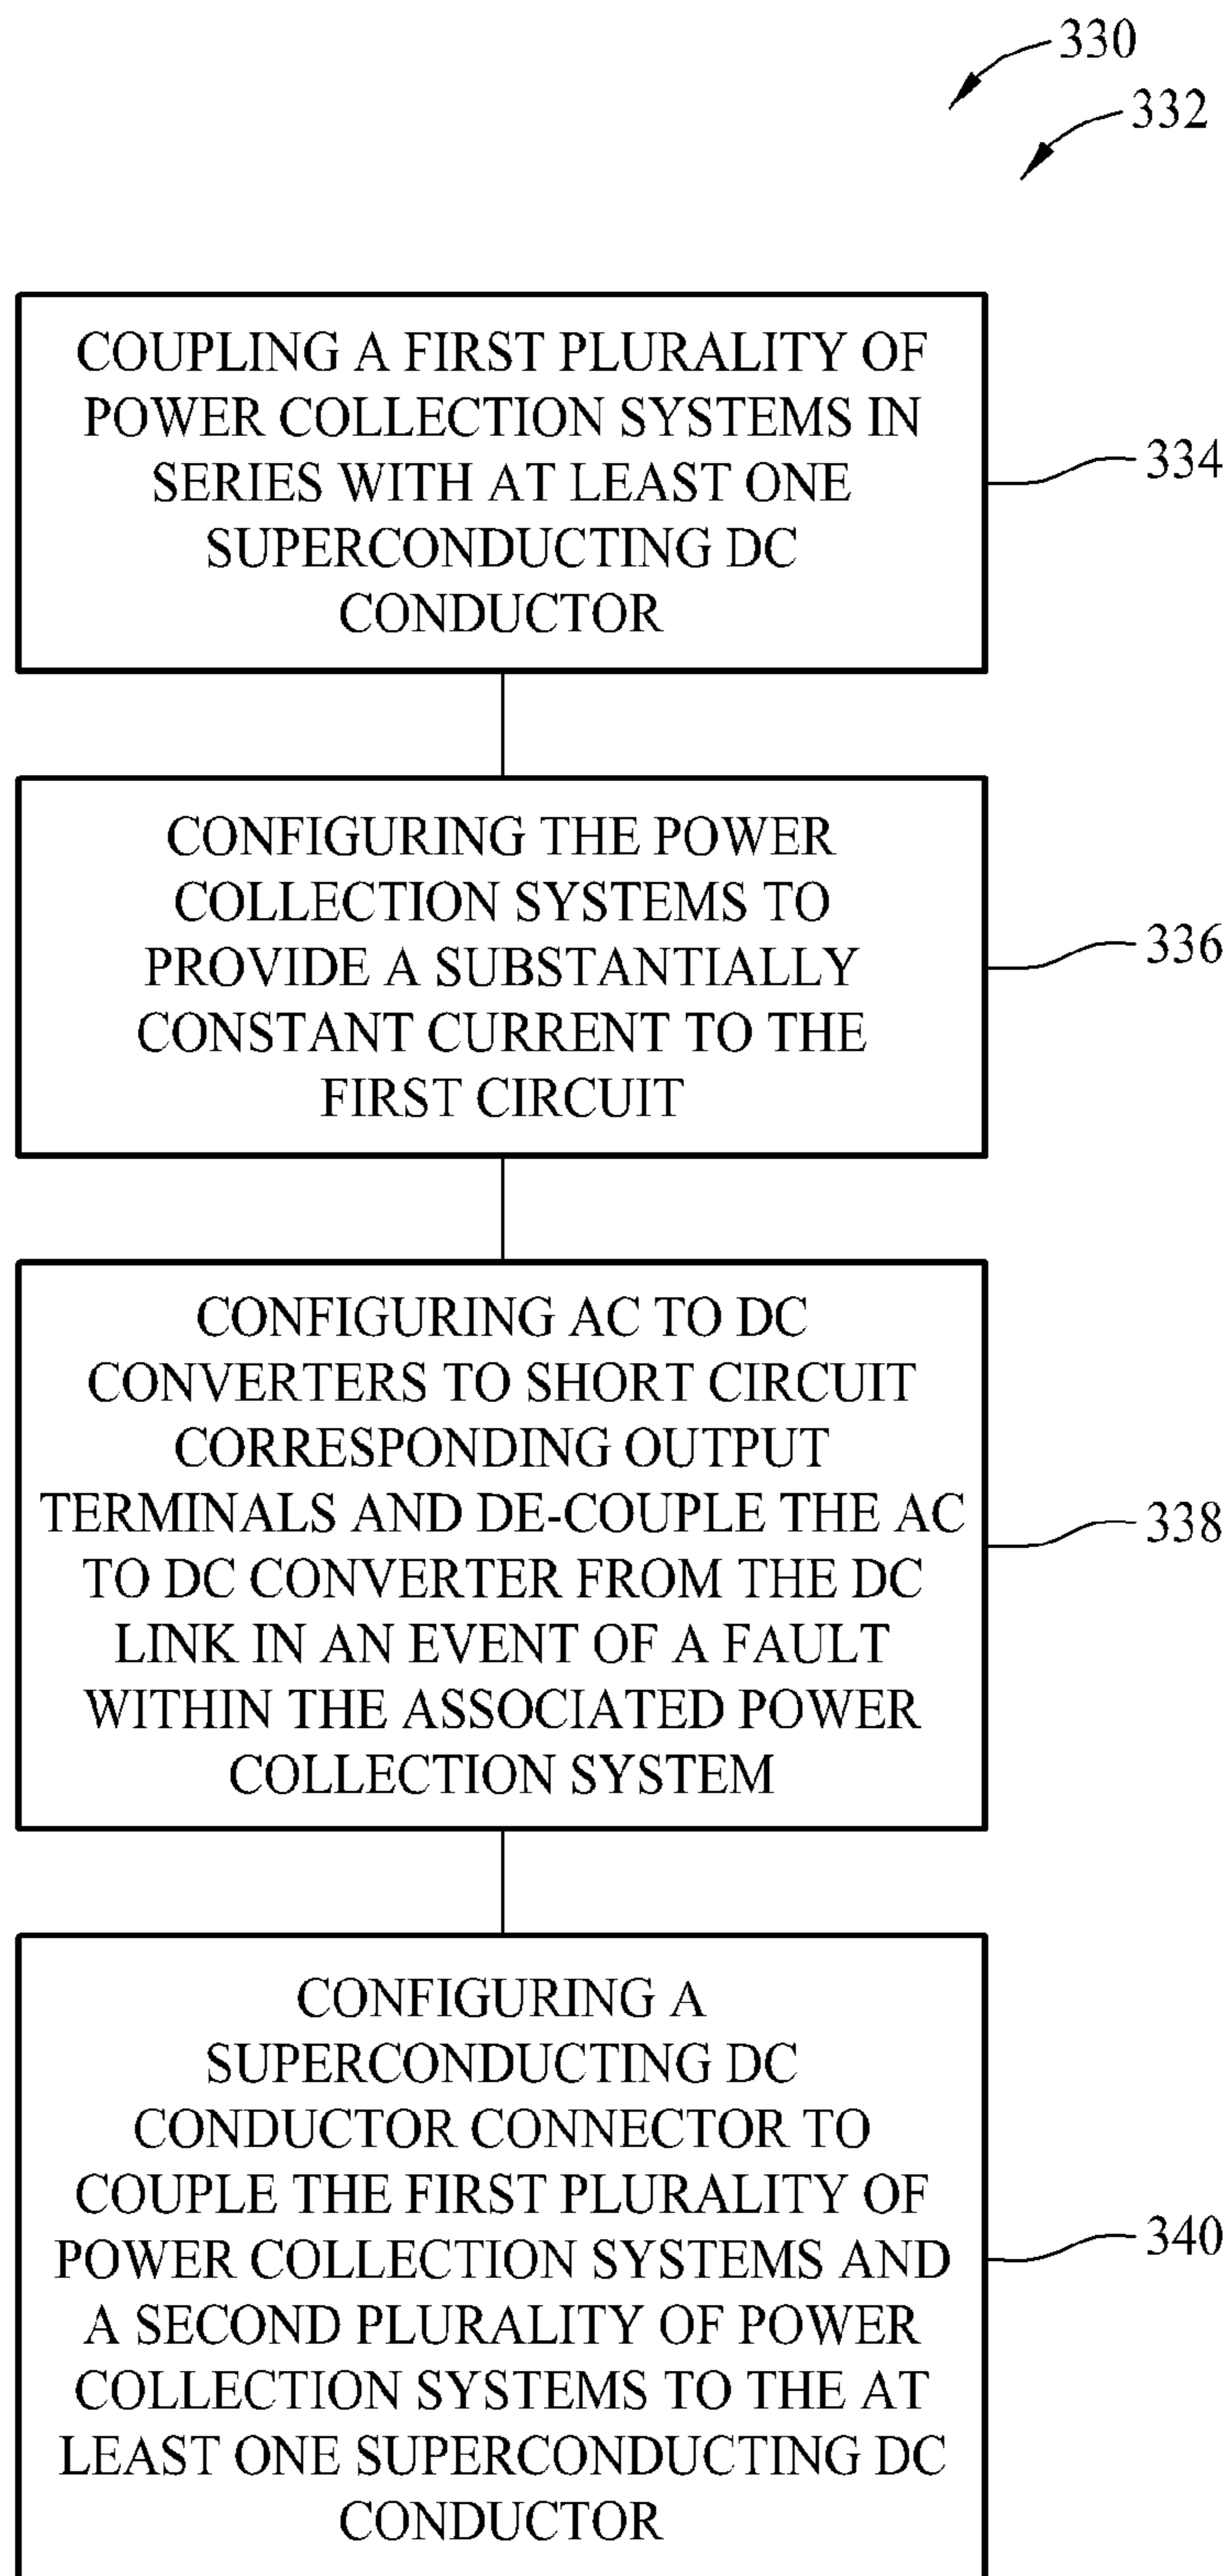 330
332
COUPLING A FIRST PLURALITY OF
POWER COLLECTION SYSTEMS IN
SERIES WITH AT LEAST ONE
SUPERCONDUCTING DC
CONDUCTOR
334
CONFIGURING THE POWER
COLLECTION SYSTEMS TO
PROVIDE A SUBSTANTIALLY
CONSTANT CURRENT TO THE
FIRST CIRCUIT
336
CONFIGURING AC TO DC
CONVERTERS TO SHORT CIRCUIT
CORRESPONDING OUTPUT
TERMINALS AND DE-COUPLE THE AC
TO DC CONVERTER FROM THE DC
LINK IN AN EVENT OF A FAULT
WITHIN THE ASSOCIATED POWER
COLLECTION SYSTEM
338
CONFIGURING A
SUPERCONDUCTING DC
CONDUCTOR CONNECTOR TO
COUPLE THE FIRST PLURALITY OF
POWER COLLECTION SYSTEMS AND
A SECOND PLURALITY OF POWER
COLLECTION SYSTEMS TO THE AT
LEAST ONE SUPERCONDUCTING DC
CONDUCTOR
340